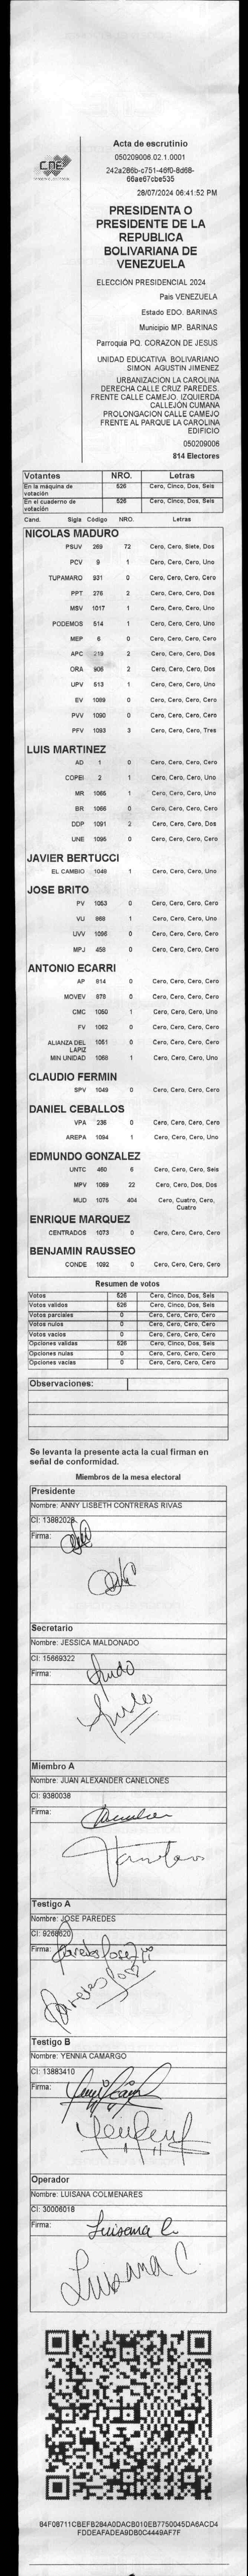 CNE
Acta de escrutinio
050209006.02.1.0001
242a286b-c751-46f0-8d68-
66ae67cbe535
28/07/2024 06:41:52 PM
PRESIDENTA O
PRESIDENTE DE LA
REPUBLICA
BOLIVARIANA DE
VENEZUELA
ELECCIÓN PRESIDENCIAL 2024
Pais VENEZUELA
Estado EDO. BARINAS
Municipio MP. BARINAS
Parroquia PQ. CORAZON DE JESUS
UNIDAD EDUCATIVA BOLIVARIANO
SIMON AGUSTIN JIMENEZ
URBANIZACION LA CAROLINA
DERECHA CALLE CRUZ PAREDES.
FRENTE CALLE CAMEJO. IZQUIERDA
CALLEJÓN CUMANA
PROLONGACION CALLE CAMEJO
FRENTE AL PARQUE LA CAROLINA
EDIFICIO
050209006
814 Electores
Votantes NRO. Letras
En la máquina de votación 526 Cero, Cinco, Dos, Seis
En el cuaderno de votación 526 Cero, Cinco, Dos, Seis
Cand. Sigla Código NRO. Letras
NICOLAS MADURO
PSUV 269 72 Cero, Cero, Siete, Dos
PCV 9 1 Cero, Cero, Cero, Uno
TUPAMARO 931 0 Cero, Cero, Cero, Cero
PPT 276 2 Cero, Cero, Cero, Dos
MSV 1017 1 Cero, Cero, Cero, Uno
PODEMOS 514 1 Cero, Cero, Cero, Uno
MEP 6 0 Cero, Cero, Cero, Cero
APC 219 2 Cero, Cero, Cero, Dos
ORA 906 2 Cero, Cero, Cero, Dos
UPV 513 1 Cero, Cero, Cero, Uno
EV 1089 0 Cero, Cero, Cero, Cero
PVV 1090 0 Cero, Cero, Cero, Cero
PFV 1093 3 Cero, Cero, Cero, Tres
LUIS MARTINEZ
AD 1 0 Cero, Cero, Cero, Cero
COPEI 2 1 Cero, Cero, Cero, Uno
MR 1065 1 Cero, Cero, Cero, Uno
BR 1066 0 Cero, Cero, Cero, Cero
DDP 1091 2 Cero, Cero, Cero, Dos
UNE 1095 0 Cero, Cero, Cero, Cero
JAVIER BERTUCCI
EL CAMBIO 1048 1 Cero, Cero, Cero, Uno
JOSE BRITO
PV 1053 0 Cero, Cero, Cero, Cero
VU 868 1 Cero, Cero, Cero, Uno
UVV 1096 0 Cero, Cero, Cero, Cero
MPJ 458 0 Cero, Cero, Cero, Cero
ANTONIO ECARRI
AP 814 0 Cero, Cero, Cero, Cero
MOVEV 878 0 Cero, Cero, Cero, Cero
CMC 1050 1 Cero, Cero, Cero, Uno
FV 1062 0 Cero, Cero, Cero, Cero
ALIANZA DEL LAPIZ 1051 0 Cero, Cero, Cero, Cero
MIN UNIDAD 1068 1 Cero, Cero, Cero, Uno
CLAUDIO FERMIN
SPV 1049 0 Cero, Cero, Cero, Cero
DANIEL CEBALLOS
VPA 236 0 Cero, Cero, Cero, Cero
AREPA 1094 1 Cero, Cero, Cero, Uno
EDMUNDO GONZALEZ
UNTC 460 6 Cero, Cero, Cero, Seis
MPV 1069 22 Cero, Cero, Dos, Dos
MUD 1075 404 Cero, Cuatro, Cero, Cuatro
ENRIQUE MARQUEZ
CENTRADOS 1073 0 Cero, Cero, Cero, Cero
BENJAMIN RAUSSEO
CONDE 1092 0 Cero, Cero, Cero, Cero
Resumen de votos
Votos 526 Cero, Cinco, Dos, Seis
Votos validos 526 Cero, Cinco, Dos, Seis
Votos parciales 0 Cero, Cero, Cero, Cero
Votos nulos 0 Cero, Cero, Cero, Cero
Votos vacios 0 Cero, Cero, Cero, Cero
Opciones validas 526 Cero, Cinco, Dos, Seis
Opciones nulas 0 Cero, Cero, Cero, Cero
Opciones vacias 0 Cero, Cero, Cero, Cero
Observaciones:
Se levanta la presente acta la cual firman en
señal de conformidad.
Miembros de la mesa electoral
Presidente
Nombre: ANNY LISBETH CONTRERAS RIVAS
CI: 13882028
Firma:
Secretario
Nombre: JESSICA MALDONADO
CI: 15669322
Firma:
Miembro A
Nombre: JUAN ALEXANDER CANELONES
CI: 9380038
Firma:
Testigo A
Nombre: JOSE PAREDES
CI: 9268620
Firma: Paredes Jose
Paredes Jose
Testigo B
Nombre: YENNIA CAMARGO
CI: 13883410
Firma:
Operador
Nombre: LUISANA COLMENARES
CI: 30006018
Firma: Luisana C.
Luisana C.
84F08711CBEFB284A0DACB010EB7750045DA6ACD4
FDDEAFADEA9DB0C4449AF7F